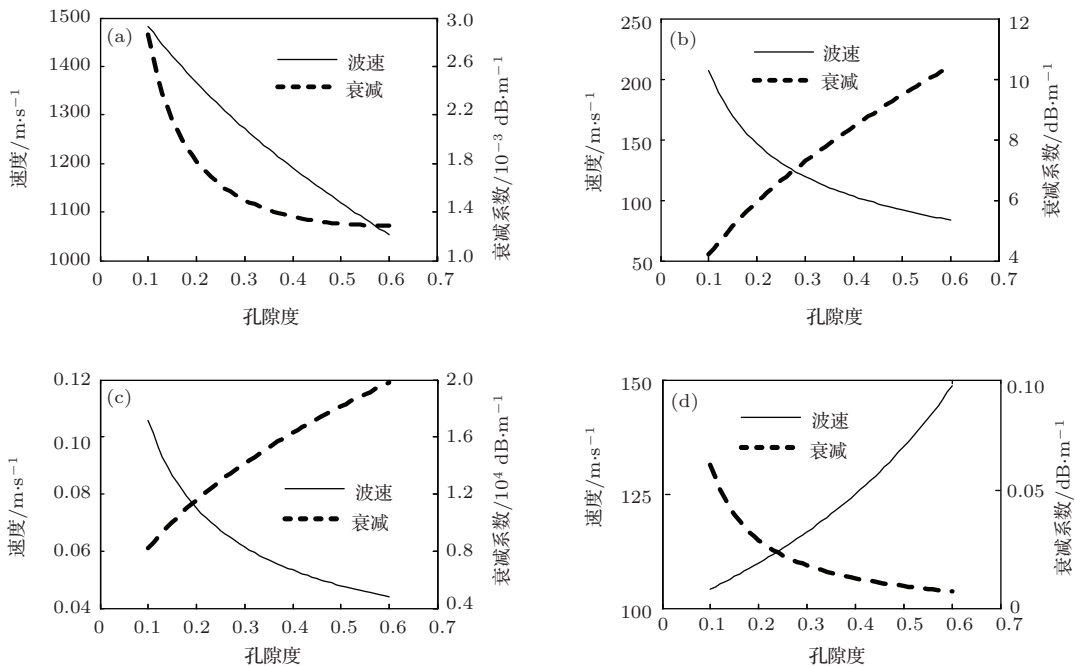 (a)
1500
1400
1300
1200
1100
1000
速度/m·s⁻¹
3.0
2.6
2.2
1.8
1.4
1.0
衰减系数/10⁻³ dB·m⁻¹
波速
衰减
0 0.1 0.2 0.3 0.4 0.5 0.6 0.7
孔隙度
(b)
250
200
150
100
50
速度/m·s⁻¹
12
10
8
6
4
衰减系数/dB·m⁻¹
波速
衰减
0 0.1 0.2 0.3 0.4 0.5 0.6 0.7
孔隙度
(c)
0.12
0.10
0.08
0.06
0.04
速度/m·s⁻¹
2.0
1.6
1.2
0.8
0.4
衰减系数/10⁴ dB·m⁻¹
波速
衰减
0 0.1 0.2 0.3 0.4 0.5 0.6 0.7
孔隙度
(d)
150
125
100
速度/m·s⁻¹
0.10
0.05
0
衰减系数/dB·m⁻¹
波速
衰减
0 0.1 0.2 0.3 0.4 0.5 0.6 0.7
孔隙度